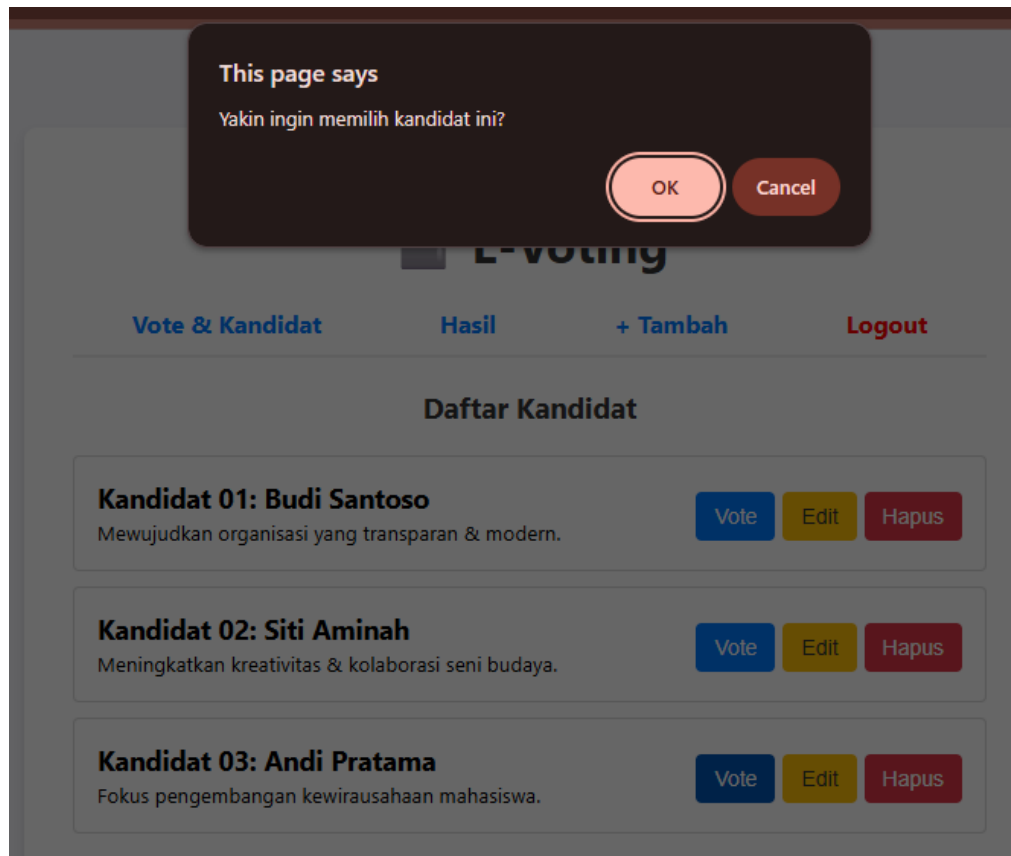 This page says
Yakin ingin memilih kandidat ini?
OK Cancel
E-Voting
Vote & Kandidat Hasil + Tambah Logout
Daftar Kandidat
Kandidat 01: Budi Santoso
Mewujudkan organisasi yang transparan & modern.
Vote Edit Hapus
Kandidat 02: Siti Aminah
Meningkatkan kreativitas & kolaborasi seni budaya.
Vote Edit Hapus
Kandidat 03: Andi Pratama
Fokus pengembangan kewirausahaan mahasiswa.
Vote Edit Hapus